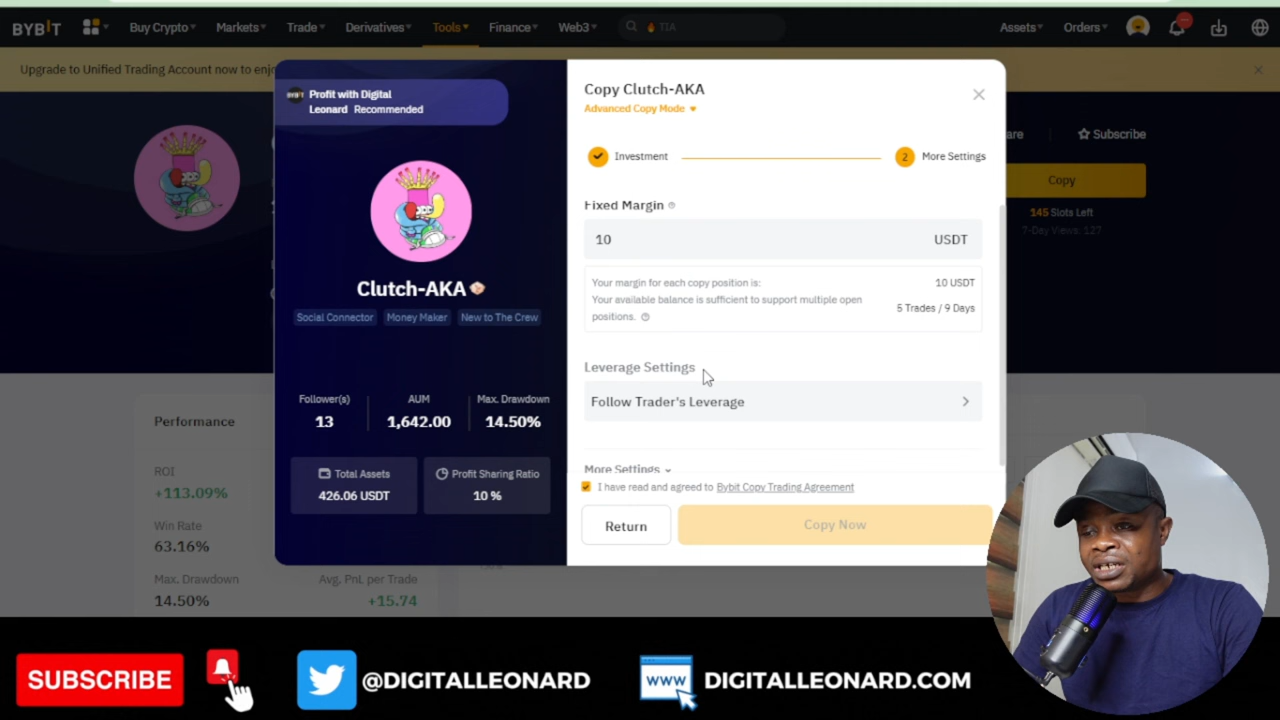 BYBIT
Buy Crypto
Markets
Trade
Derivatives
Tools
Finance
Web3
TIA
Assets
Orders
Upgrade to Unified Trading Account now to enj
Profit with Digital
Leonard Recommended
Clutch-AKA
Social Connector
Money Maker
New to The Crew
Follower(s)
13
AUM
1,642.00
Max. Drawdown
14.50%
Total Assets
426.06 USDT
Profit Sharing Ratio
10 %
Copy Clutch-AKA
Advanced Copy Mode
Investment
2
More Settings
Fixed Margin
10
USDT
Your margin for each copy position is:
10 USDT
Your available balance is sufficient to support multiple open
positions.
5 Trades / 9 Days
Leverage Settings
Follow Trader's Leverage
More Settings
I have read and agreed to Bybit Copy Trading Agreement
Return
Copy Now
are
Subscribe
Copy
145 Slots Left
7-Day Views: 127
Performance
ROI
+113.09%
Win Rate
63.16%
Max. Drawdown
14.50%
Avg. PnL per Trade
+15.74
SUBSCRIBE
@DIGITALLEONARD
WWW
DIGITALLEONARD.COM